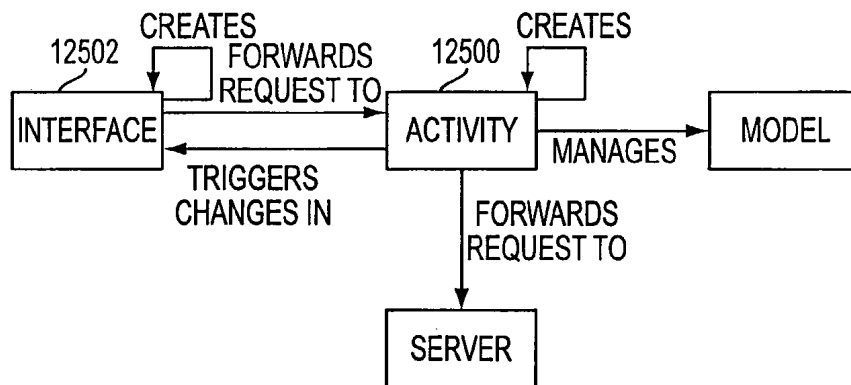 CREATES
12502
FORWARDS
REQUEST TO
INTERFACE
TRIGGERS
CHANGES IN
CREATES
12500
ACTIVITY
MANAGES
MODEL
FORWARDS
REQUEST TO
SERVER